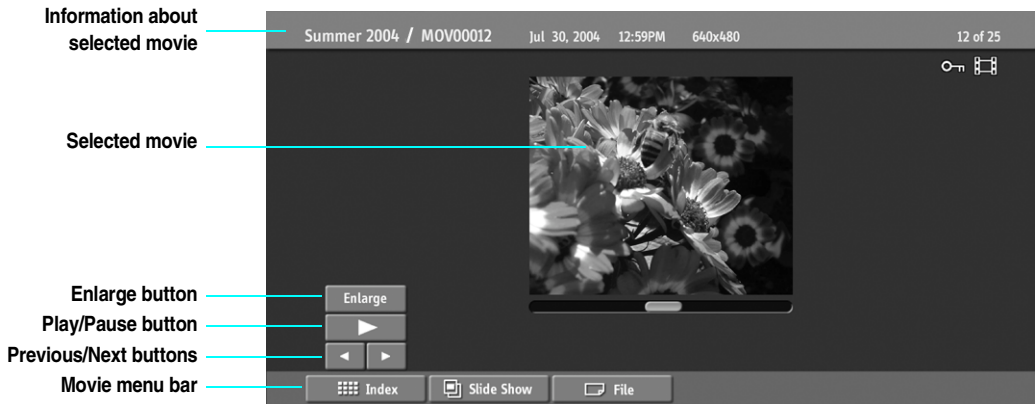 Information about
selected movie
Summer 2004 / MOV00012 Jul 30, 2004 12:59PM 640x480 12 of 25
Selected movie
Enlarge button
Enlarge
Play/Pause button
Previous/Next buttons
Movie menu bar
Index Slide Show File